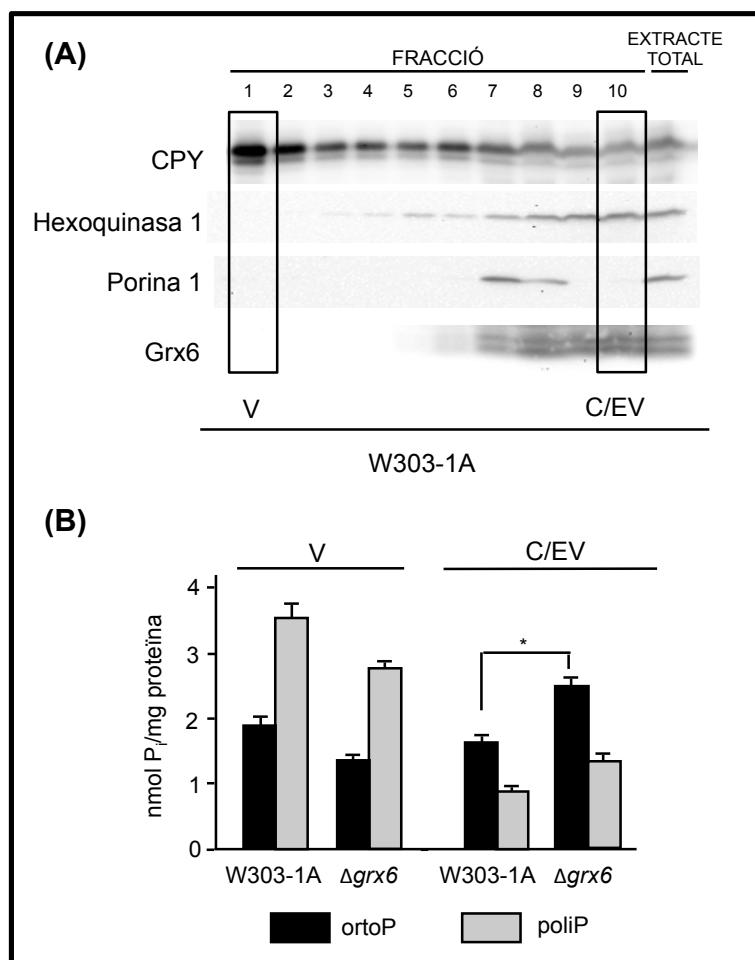 (A)
FRACCIÓ
EXTRACTE
TOTAL
1 2 3 4 5 6 7 8 9 10
CPY
Hexoquinasa 1
Porina 1
Grx6
V C/EV
W303-1A
(B)
V C/EV
4
3
2
1
0
nmol Pi/mg proteïna
*
W303-1A Δgrx6 W303-1A Δgrx6
ortoP poliP